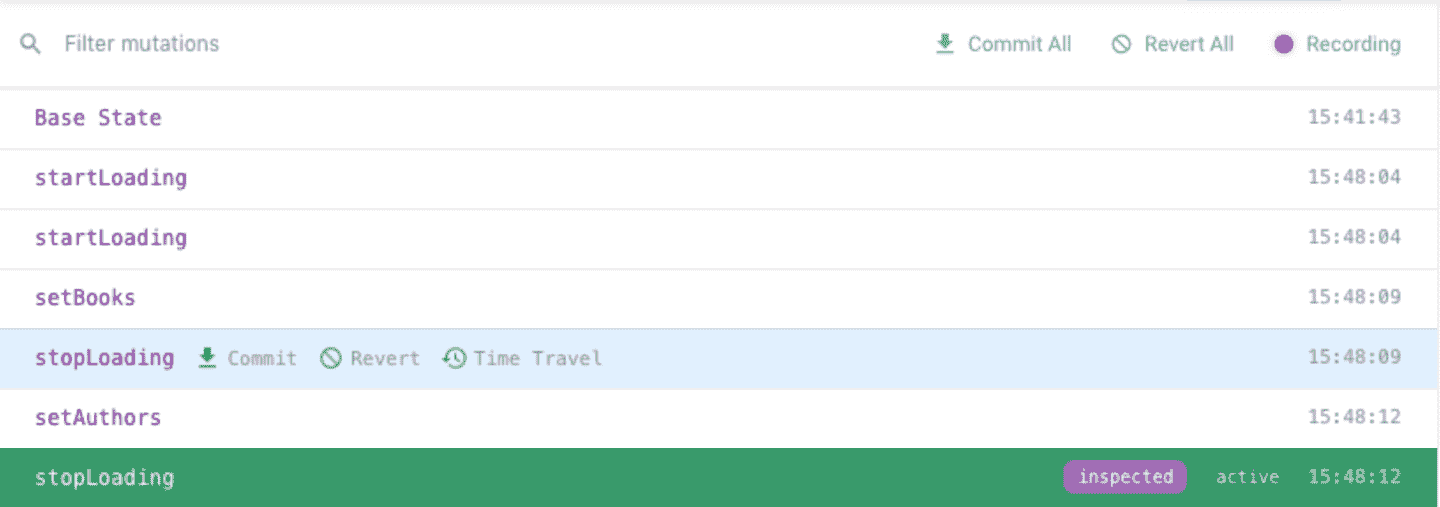 Filter mutations Commit All Revert All Recording
Base State 15:41:43
startLoading 15:48:04
startLoading 15:48:04
setBooks 15:48:09
stopLoading Commit Revert Time Travel 15:48:09
setAuthors 15:48:12
stopLoading inspected active 15:48:12